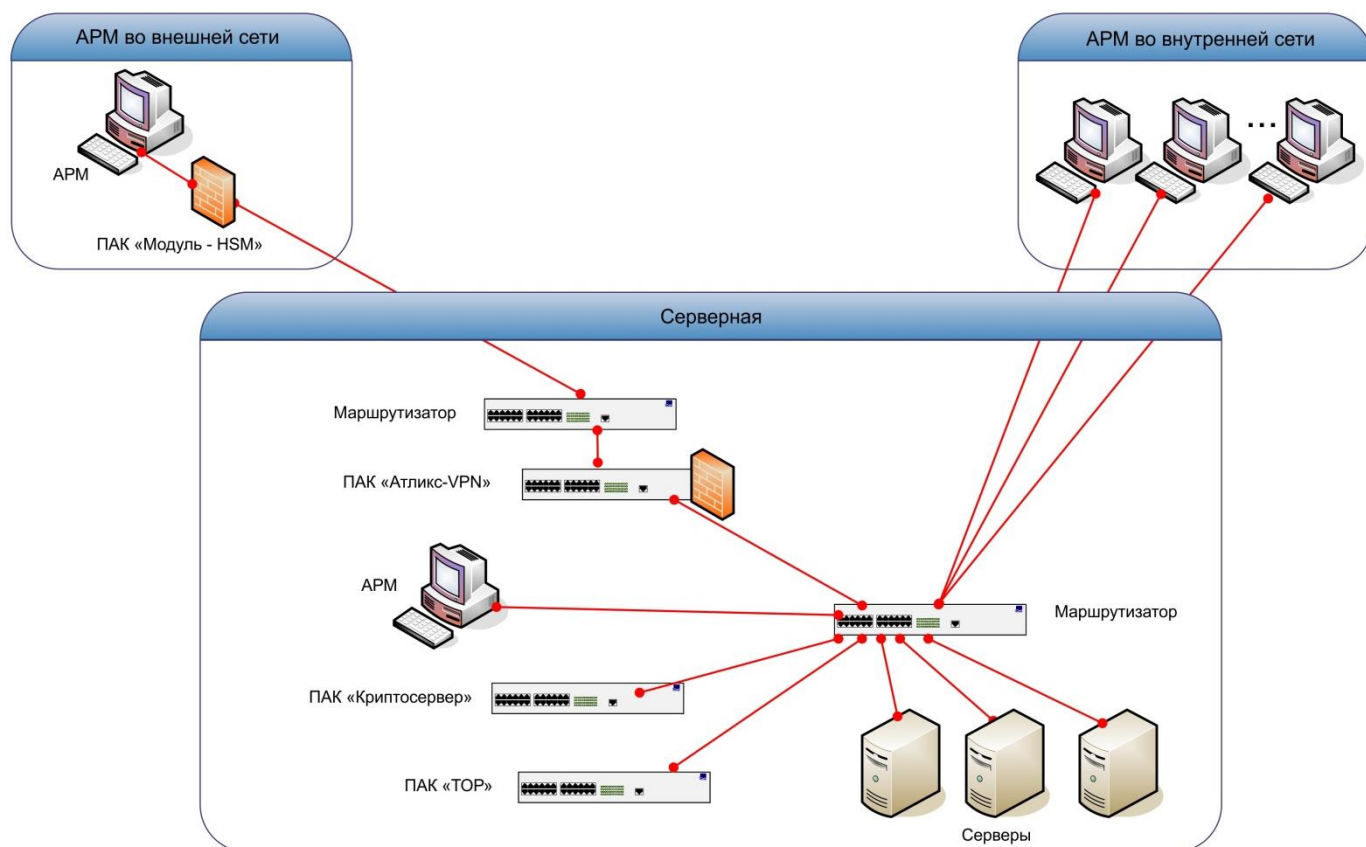 АРМ во внешней сети
АРМ во внутренней сети
...
АРМ
ПАК «Модуль - HSM»
Серверная
Маршрутизатор
ПАК «Атликс-VPN»
АРМ
Маршрутизатор
ПАК «Криптосервер»
ПАК «ТОР»
Серверы